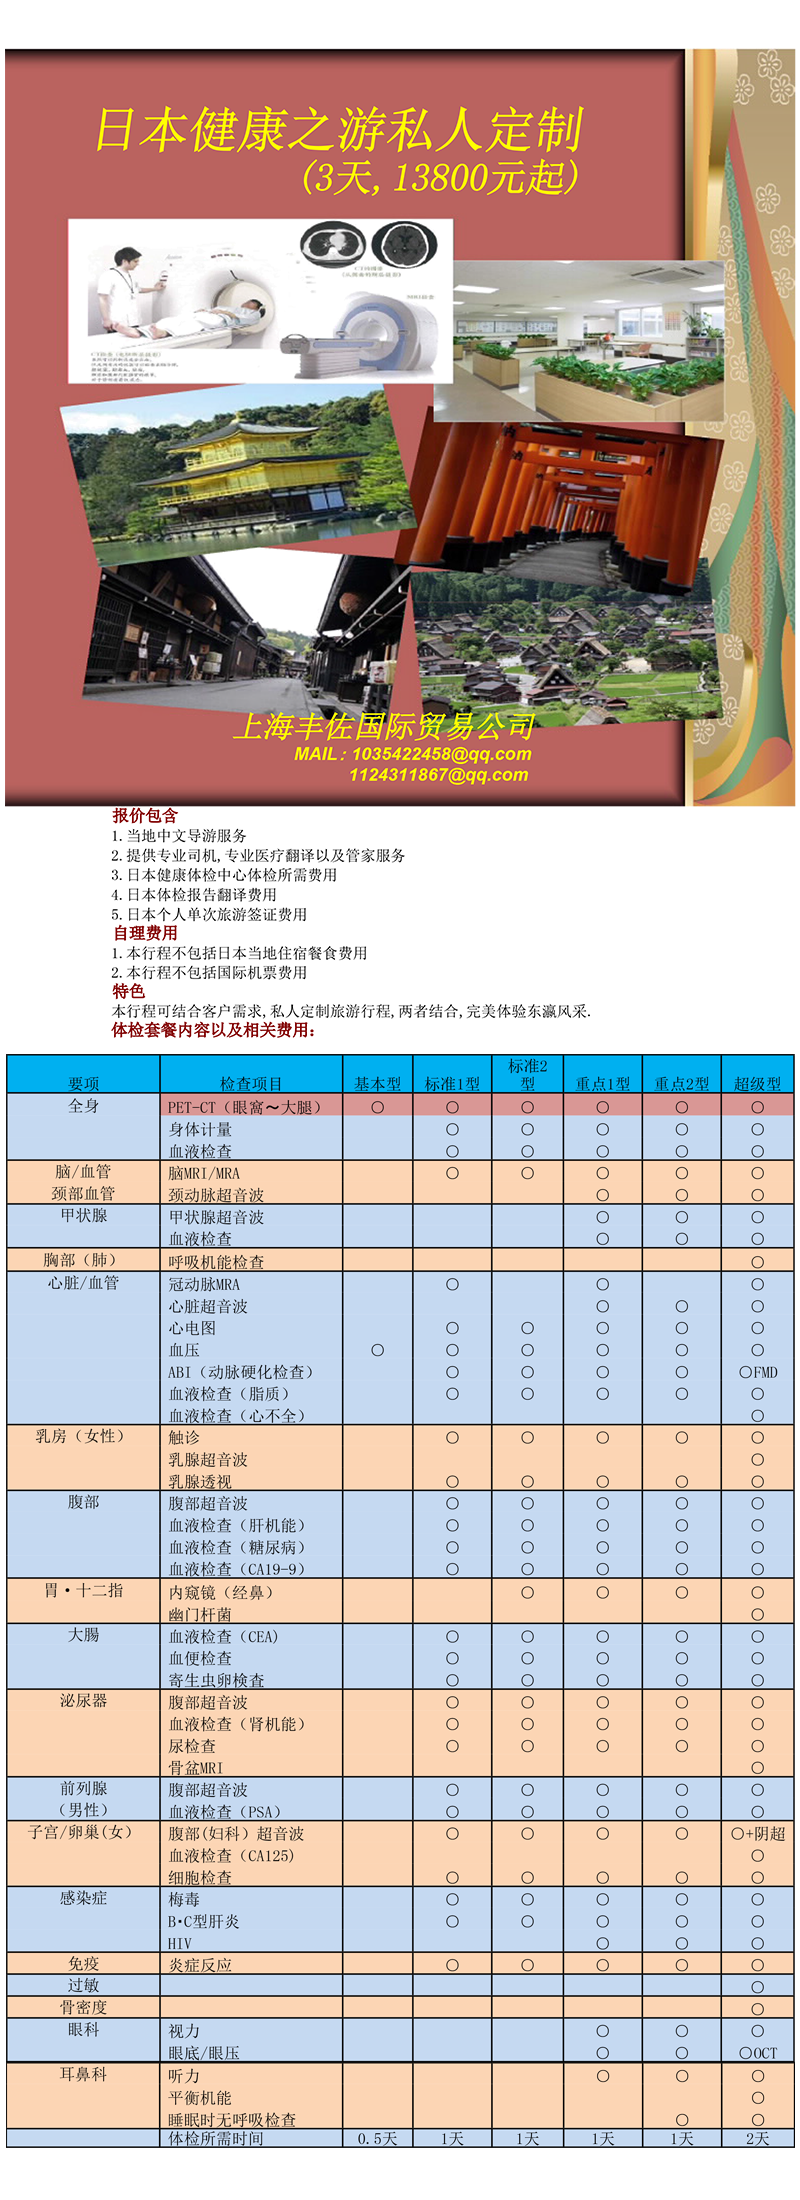 日本健康之游私人定制
(3天,13800元起)
MRI检查
上海丰佐国际贸易公司
MAIL：1035422458@qq.com
1124311867@qq.com
报价包含
1.当地中文导游服务
2.提供专业司机,专业医疗翻译以及管家服务
3.日本健康体检中心体检所需费用
4.日本体检报告翻译费用
5.日本个人单次旅游签证费用
自理费用
1.本行程不包括日本当地住宿餐食费用
2.本行程不包括国际机票费用
特色
本行程可结合客户需求,私人定制旅游行程,两者结合,完美体验东瀛风采.
体检套餐内容以及相关费用：
要项 检查项目 基本型 标准1型 标准2型 重点1型 重点2型 超级型
全身 PET-CT（眼窝～大腿） ○ ○ ○ ○ ○ ○
身体计量 ○ ○ ○ ○ ○
血液检查 ○ ○ ○ ○ ○
脑/血管 脑MRI/MRA ○ ○ ○ ○ ○
颈部血管 颈动脉超音波 ○ ○ ○
甲状腺 甲状腺超音波 ○ ○ ○
血液检查 ○ ○ ○
胸部（肺） 呼吸机能检查 ○
心脏/血管 冠动脉MRA ○ ○ ○
心脏超音波 ○ ○ ○
心电图 ○ ○ ○ ○ ○
血压 ○ ○ ○ ○ ○ ○
ABI（动脉硬化检查） ○ ○ ○ ○ ○FMD
血液检查（脂质） ○ ○ ○ ○ ○
血液检查（心不全） ○
乳房（女性） 触诊 ○ ○ ○ ○ ○
乳腺超音波 ○
乳腺透视 ○ ○ ○ ○ ○
腹部 腹部超音波 ○ ○ ○ ○ ○
血液检查（肝机能） ○ ○ ○ ○ ○
血液检查（糖尿病） ○ ○ ○ ○ ○
血液检查（CA19-9） ○ ○ ○ ○ ○
胃・十二指 内窥镜（经鼻） ○ ○ ○ ○
幽门杆菌 ○
大腸 血液检查（CEA) ○ ○ ○ ○ ○
血便检查 ○ ○ ○ ○ ○
寄生虫卵検查 ○ ○ ○ ○ ○
泌尿器 腹部超音波 ○ ○ ○ ○ ○
血液检查（肾机能） ○ ○ ○ ○ ○
尿检查 ○ ○ ○ ○ ○
骨盆MRI ○
前列腺 腹部超音波 ○ ○ ○ ○ ○
（男性） 血液检查（PSA） ○ ○ ○ ○ ○
子宫/卵巢(女) 腹部(妇科）超音波 ○ ○ ○ ○ ○+阴超
血液检查（CA125) ○
细胞检查 ○ ○ ○ ○ ○
感染症 梅毒 ○ ○ ○ ○ ○
B・C型肝炎 ○ ○ ○ ○ ○
HIV ○ ○ ○
免疫 炎症反应 ○ ○ ○ ○ ○
过敏 ○
骨密度 ○
眼科 视力 ○ ○ ○
眼底/眼压 ○ ○ ○OCT
耳鼻科 听力 ○ ○ ○
平衡机能 ○
睡眠时无呼吸检查 ○ ○
体检所需时间 0.5天 1天 1天 1天 1天 2天